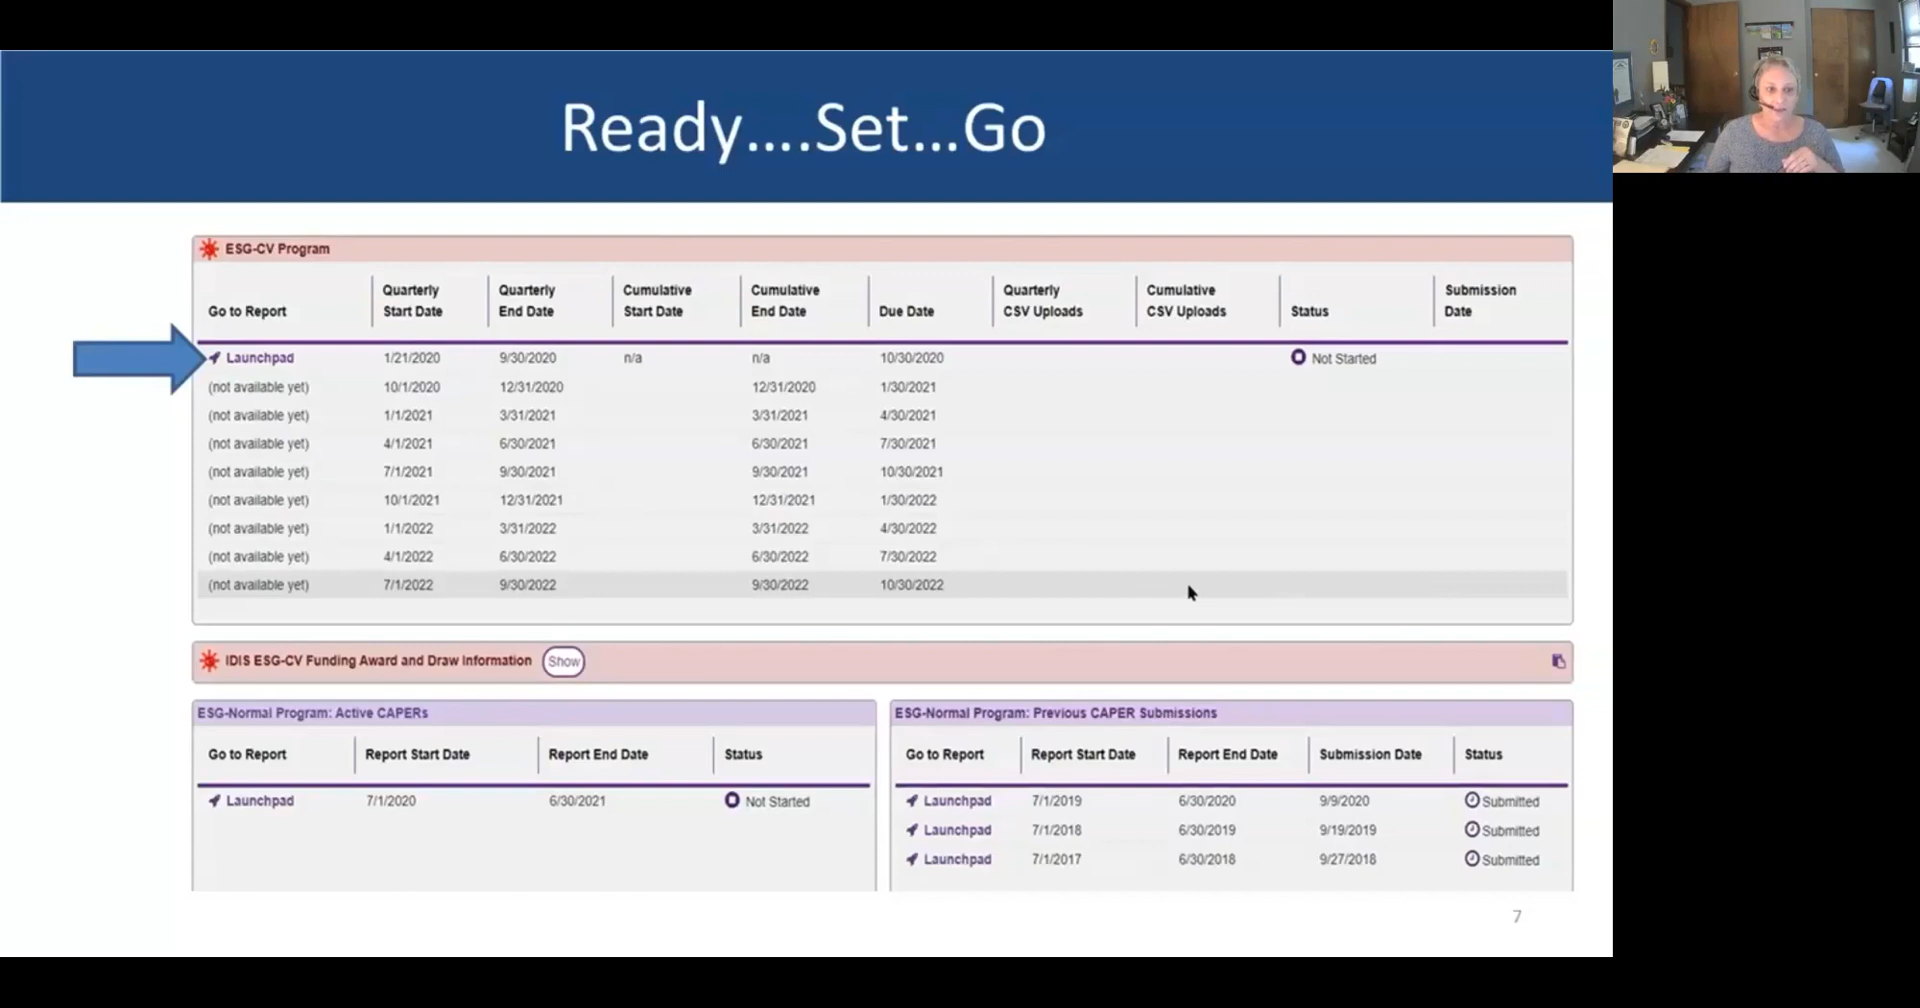 Ready....Set...Go
ESG-CV Program
Go to Report Quarterly Start Date Quarterly End Date Cumulative Start Date Cumulative End Date Due Date Quarterly CSV Uploads Cumulative CSV Uploads Status Submission Date
Launchpad 1/21/2020 9/30/2020 n/a n/a 10/30/2020 Not Started
(not available yet) 10/1/2020 12/31/2020 12/31/2020 1/30/2021
(not available yet) 1/1/2021 3/31/2021 3/31/2021 4/30/2021
(not available yet) 4/1/2021 6/30/2021 6/30/2021 7/30/2021
(not available yet) 7/1/2021 9/30/2021 9/30/2021 10/30/2021
(not available yet) 10/1/2021 12/31/2021 12/31/2021 1/30/2022
(not available yet) 1/1/2022 3/31/2022 3/31/2022 4/30/2022
(not available yet) 4/1/2022 6/30/2022 6/30/2022 7/30/2022
(not available yet) 7/1/2022 9/30/2022 9/30/2022 10/30/2022
IDIS ESG-CV Funding Award and Draw Information Show
ESG-Normal Program: Active CAPERs
Go to Report Report Start Date Report End Date Status
Launchpad 7/1/2020 6/30/2021 Not Started
ESG-Normal Program: Previous CAPER Submissions
Go to Report Report Start Date Report End Date Submission Date Status
Launchpad 7/1/2019 6/30/2020 9/9/2020 Submitted
Launchpad 7/1/2018 6/30/2019 9/19/2019 Submitted
Launchpad 7/1/2017 6/30/2018 9/27/2018 Submitted
7